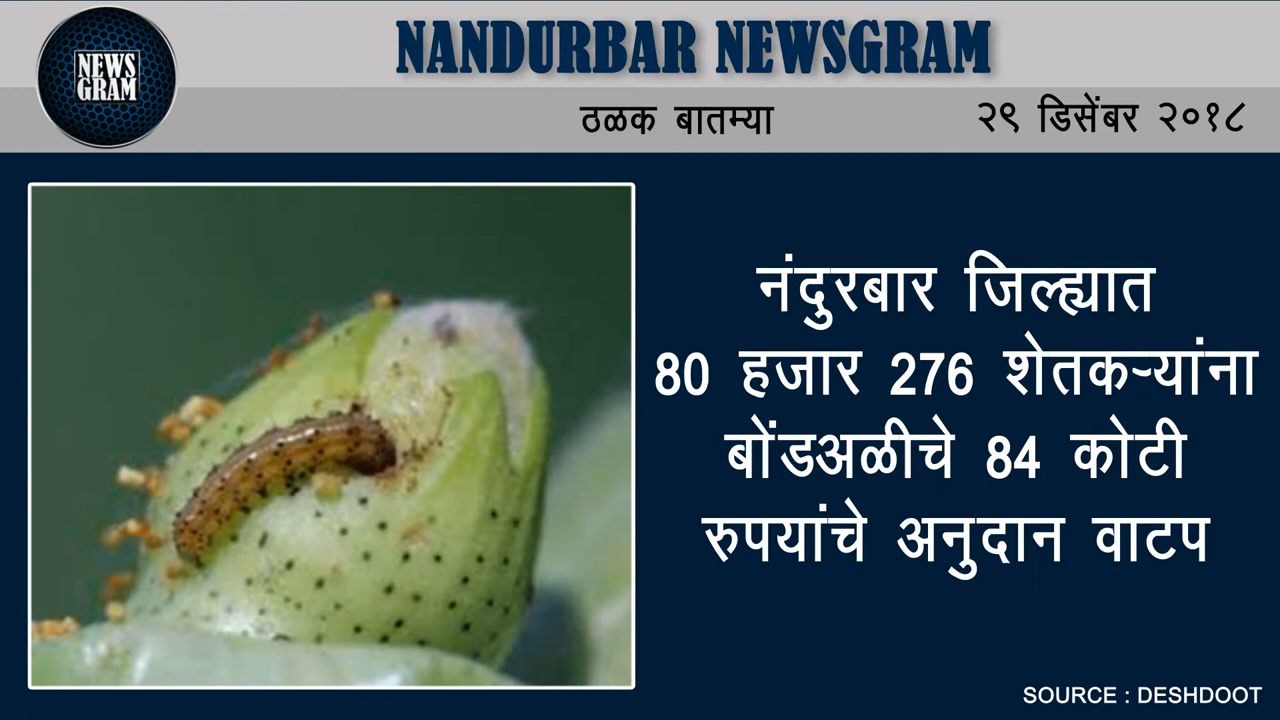 NEWS
GRAM
NANDURBAR NEWSGRAM
ठळक बातम्या
२९ डिसेंबर २०१८
नंदुरबार जिल्ह्यात
80 हजार 276 शेतकऱ्यांना
बोंडअळीचे 84 कोटी
रुपयांचे अनुदान वाटप
SOURCE : DESHDOOT